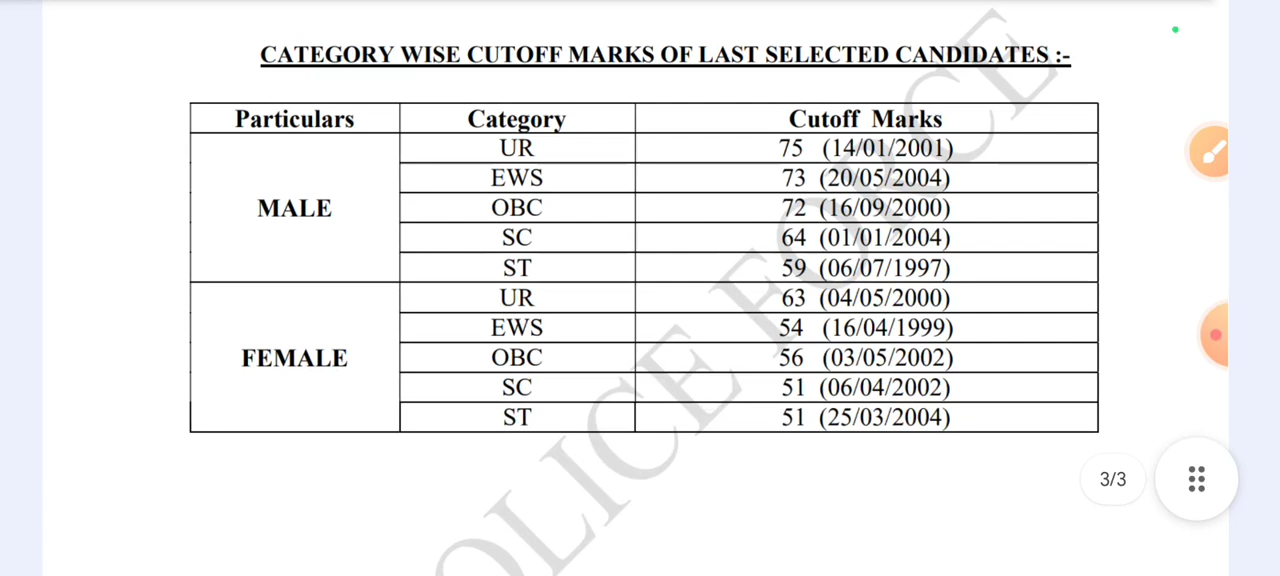 CATEGORY WISE CUTOFF MARKS OF LAST SELECTED CANDIDATES :-
Particulars Category Cutoff Marks
MALE
UR 75 (14/01/2001)
EWS 73 (20/05/2004)
OBC 72 (16/09/2000)
SC 64 (01/01/2004)
ST 59 (06/07/1997)
FEMALE
UR 63 (04/05/2000)
EWS 54 (16/04/1999)
OBC 56 (03/05/2002)
SC 51 (06/04/2002)
ST 51 (25/03/2004)
OLICE FORCE
3/3